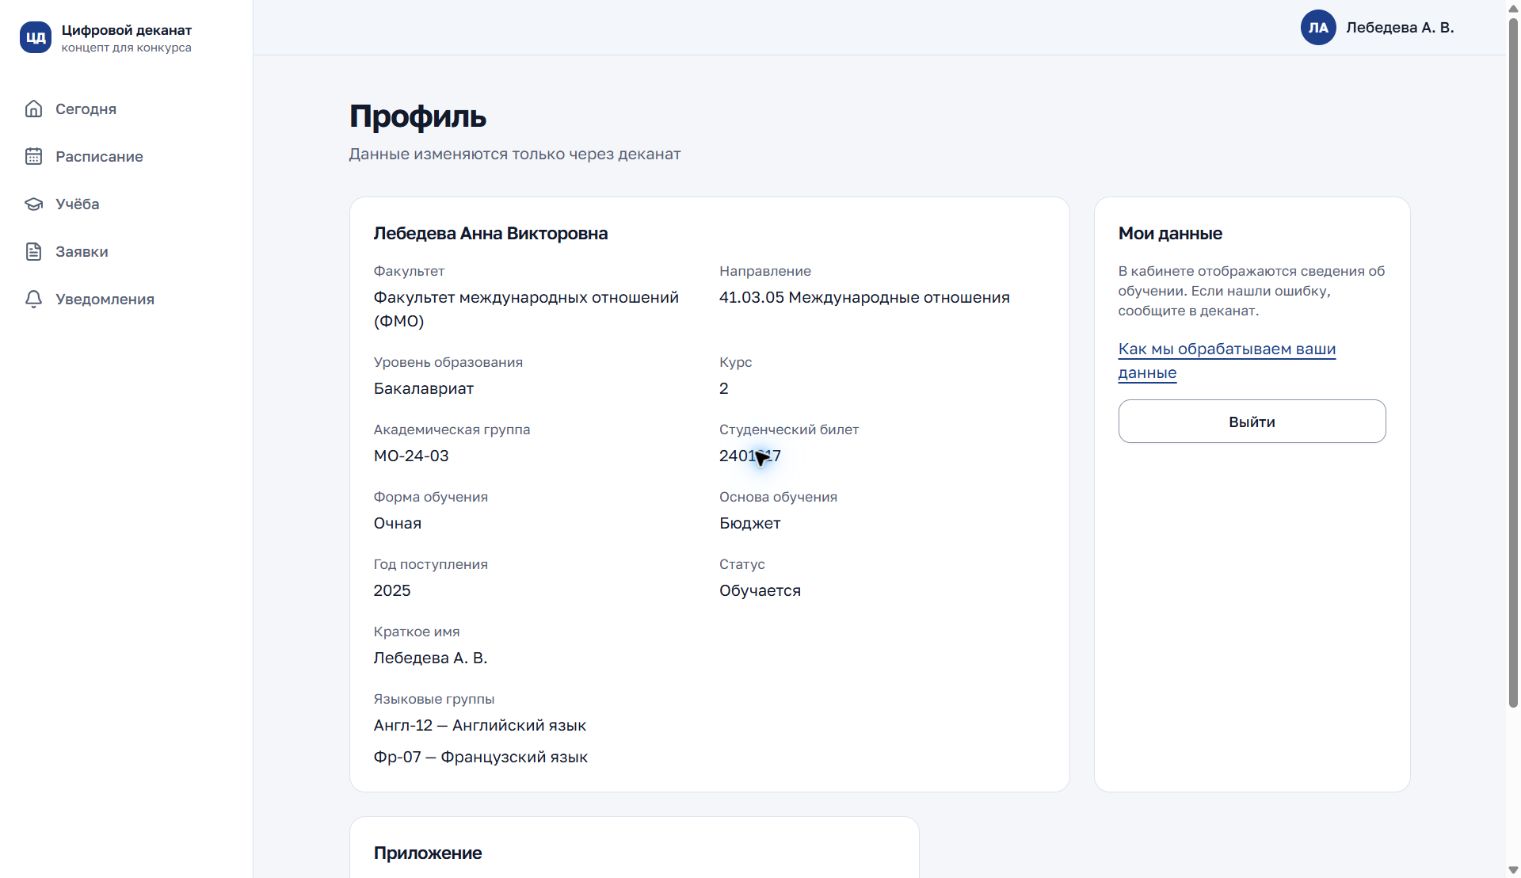 ЦД
Цифровой деканат
концепт для конкурса
ЛА
Лебедева А. В.
Сегодня
Расписание
Учёба
Заявки
Уведомления
Профиль
Данные изменяются только через деканат
Лебедева Анна Викторовна
Факультет
Факультет международных отношений
(ФМО)
Направление
41.03.05 Международные отношения
Уровень образования
Бакалавриат
Курс
2
Академическая группа
МО-24-03
Студенческий билет
Форма обучения
Очная
Основа обучения
Бюджет
Год поступления
2025
Статус
Обучается
Краткое имя
Лебедева А. В.
Языковые группы
Англ-12 — Английский язык
Фр-07 — Французский язык
Мои данные
В кабинете отображаются сведения об
обучении. Если нашли ошибку,
сообщите в деканат.
Как мы обрабатываем ваши
данные
Выйти
Приложение